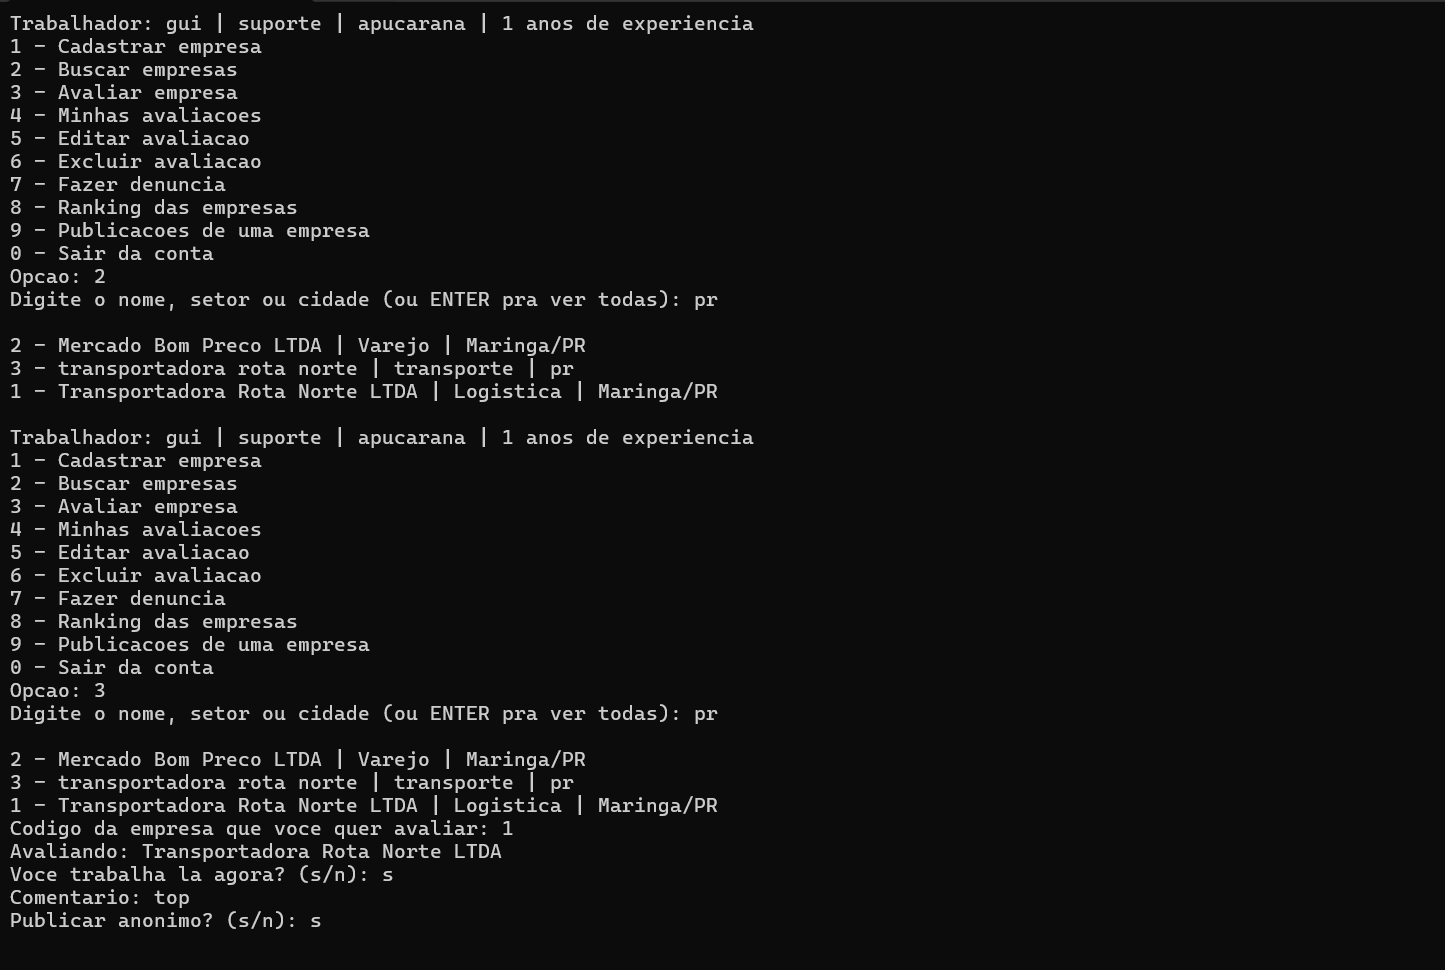 Trabalhador: gui | suporte | apucarana | 1 anos de experiencia
1 - Cadastrar empresa
2 - Buscar empresas
3 - Avaliar empresa
4 - Minhas avaliacoes
5 - Editar avaliacao
6 - Excluir avaliacao
7 - Fazer denuncia
8 - Ranking das empresas
9 - Publicacoes de uma empresa
0 - Sair da conta
Opcao: 2
Digite o nome, setor ou cidade (ou ENTER pra ver todas): pr
2 - Mercado Bom Preco LTDA | Varejo | Maringa/PR
3 - transportadora rota norte | transporte | pr
1 - Transportadora Rota Norte LTDA | Logistica | Maringa/PR
Trabalhador: gui | suporte | apucarana | 1 anos de experiencia
1 - Cadastrar empresa
2 - Buscar empresas
3 - Avaliar empresa
4 - Minhas avaliacoes
5 - Editar avaliacao
6 - Excluir avaliacao
7 - Fazer denuncia
8 - Ranking das empresas
9 - Publicacoes de uma empresa
0 - Sair da conta
Opcao: 3
Digite o nome, setor ou cidade (ou ENTER pra ver todas): pr
2 - Mercado Bom Preco LTDA | Varejo | Maringa/PR
3 - transportadora rota norte | transporte | pr
1 - Transportadora Rota Norte LTDA | Logistica | Maringa/PR
Codigo da empresa que voce quer avaliar: 1
Avaliando: Transportadora Rota Norte LTDA
Voce trabalha la agora? (s/n): s
Comentario: top
Publicar anonimo? (s/n): s